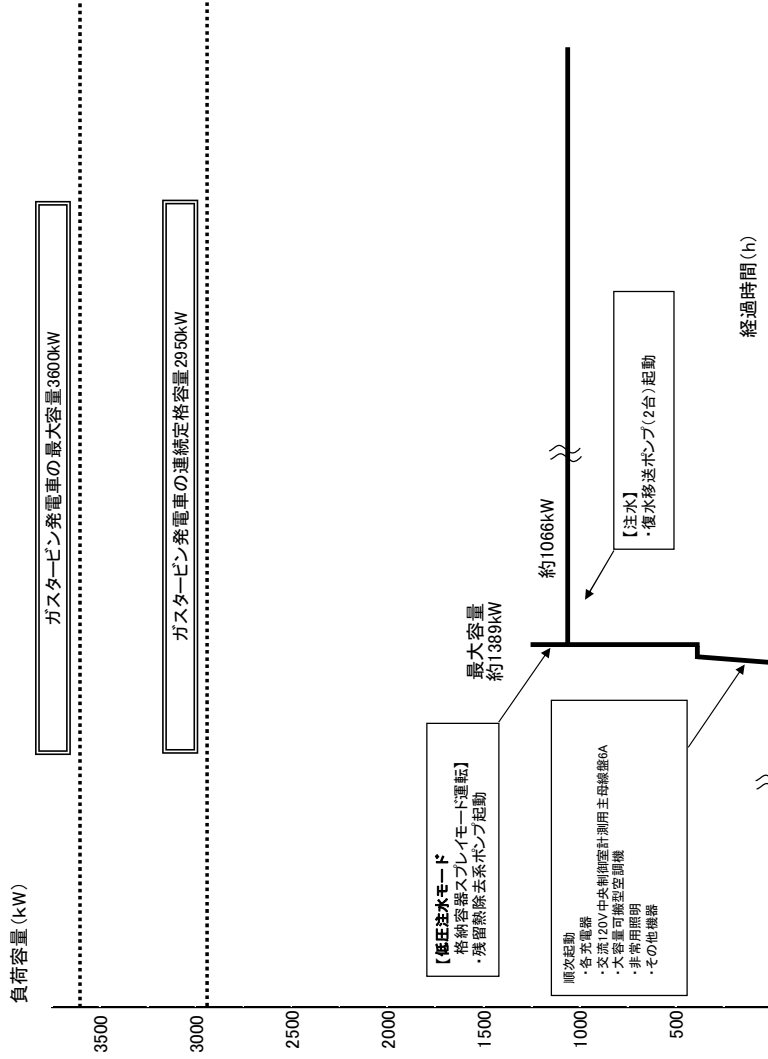 負荷容量(kW)
3500
3000
2500
2000
1500
1000
500
ガスタービン発電車の最大容量3600kW
ガスタービン発電車の連続定格容量2950kW
最大容量
約1389kW
約1066kW
【低圧注水モード
格納容器スプレイモード運転】
・残留熱除去系ポンプ起動
順次起動
・各充電器
・交流120V中央制御室計測用主母線盤6A
・大容量可搬型空調機
・非常用照明
・その他機器
【注水】
・復水移送ポンプ(2台)起動
経過時間(h)